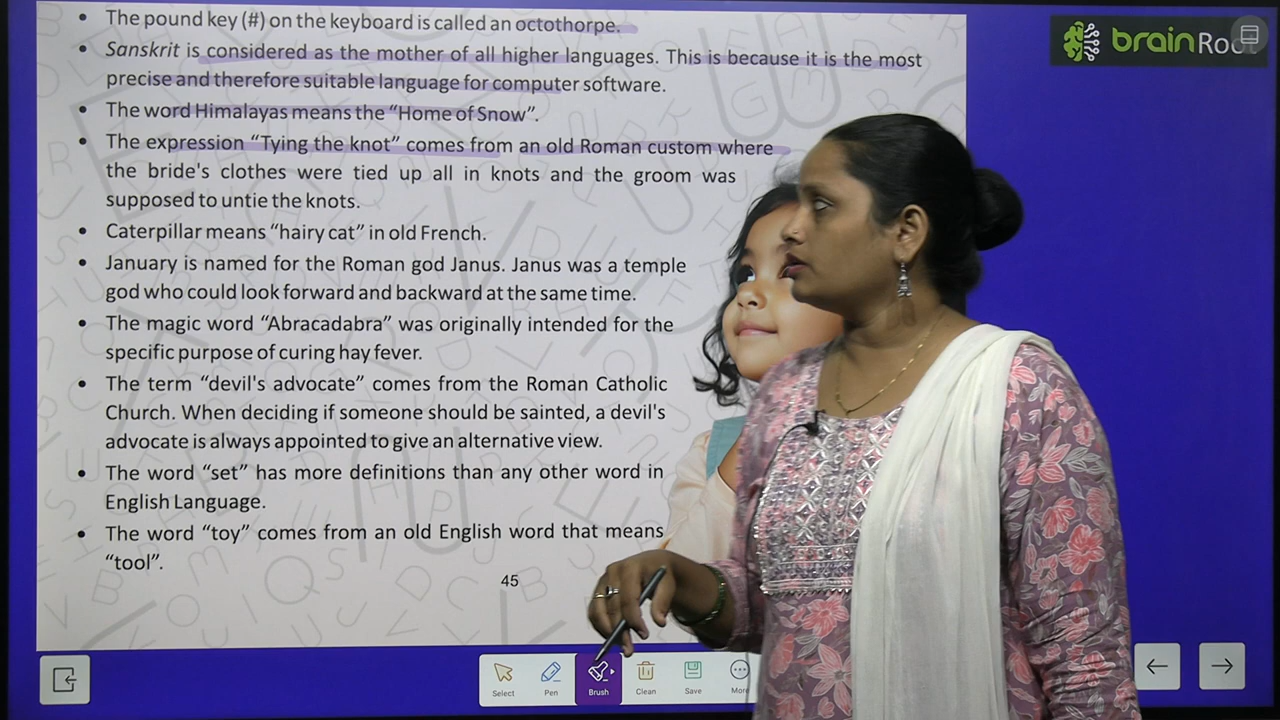 • The pound key (#) on the keyboard is called an octothorpe.
• Sanskrit is considered as the mother of all higher languages. This is because it is the most
precise and therefore suitable language for computer software.
• The word Himalayas means the “Home of Snow”.
• The expression “Tying the knot” comes from an old Roman custom where
the bride's clothes were tied up all in knots and the groom was
supposed to untie the knots.
• Caterpillar means “hairy cat” in old French.
• January is named for the Roman god Janus. Janus was a temple
god who could look forward and backward at the same time.
• The magic word “Abracadabra” was originally intended for the
specific purpose of curing hay fever.
• The term “devil's advocate” comes from the Roman Catholic
Church. When deciding if someone should be sainted, a devil's
advocate is always appointed to give an alternative view.
• The word “set” has more definitions than any other word in
English Language.
• The word “toy” comes from an old English word that means
“tool”.
45
brainRoo
Select Pen Brush Clean Save More